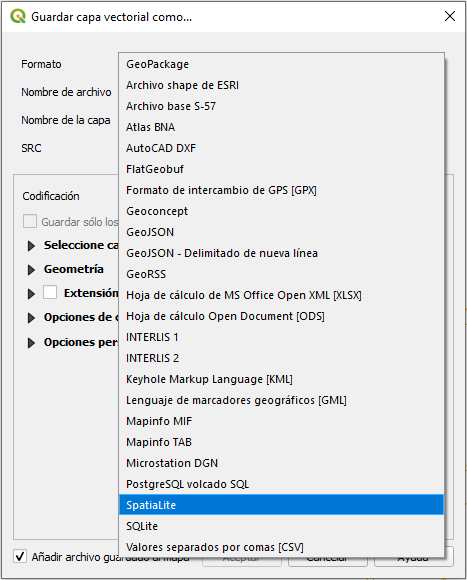 Guardar capa vectorial como...
Formato
Nombre de archivo
Nombre de la capa
SRC
GeoPackage
Archivo shape de ESRI
Archivo base S-57
Atlas BNA
AutoCAD DXF
FlatGeobuf
Formato de intercambio de GPS [GPX]
Geoconcept
GeoJSON
GeoJSON - Delimitado de nueva línea
GeoRSS
Hoja de cálculo de MS Office Open XML [XLSX]
Hoja de cálculo Open Document [ODS]
INTERLIS 1
INTERLIS 2
Keyhole Markup Language [KML]
Lenguaje de marcadores geográficos [GML]
Mapinfo MIF
Mapinfo TAB
Microstation DGN
PostgreSQL volcado SQL
SpatiaLite
SQLite
Valores separados por comas [CSV]
Codificación
Guardar sólo los
Seleccione ca
Geometría
Extensión
Opciones de
Opciones per
Añadir archivo guardado al mapa
Aceptar
Cancelar
Ayuda